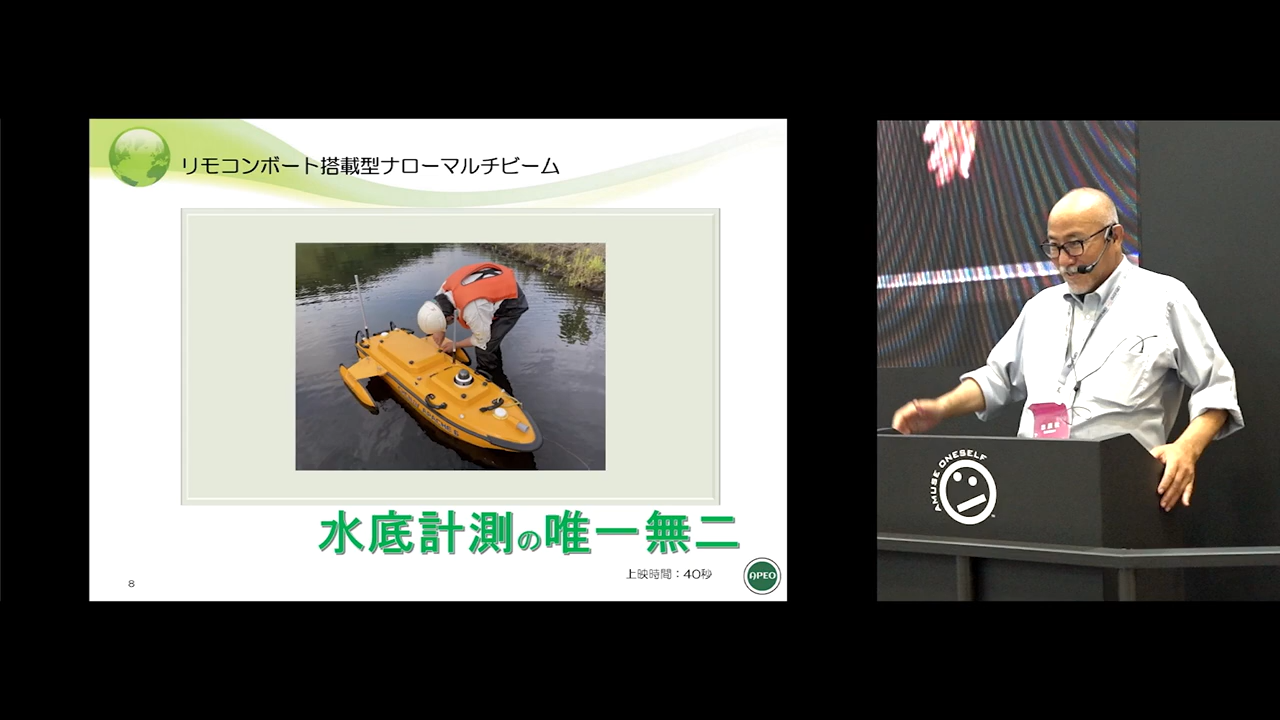 リモコンボート搭載型ナローマルチビーム
水底計測の唯一無二
上映時間：40秒
APEO
8
AMUSE ONESELF